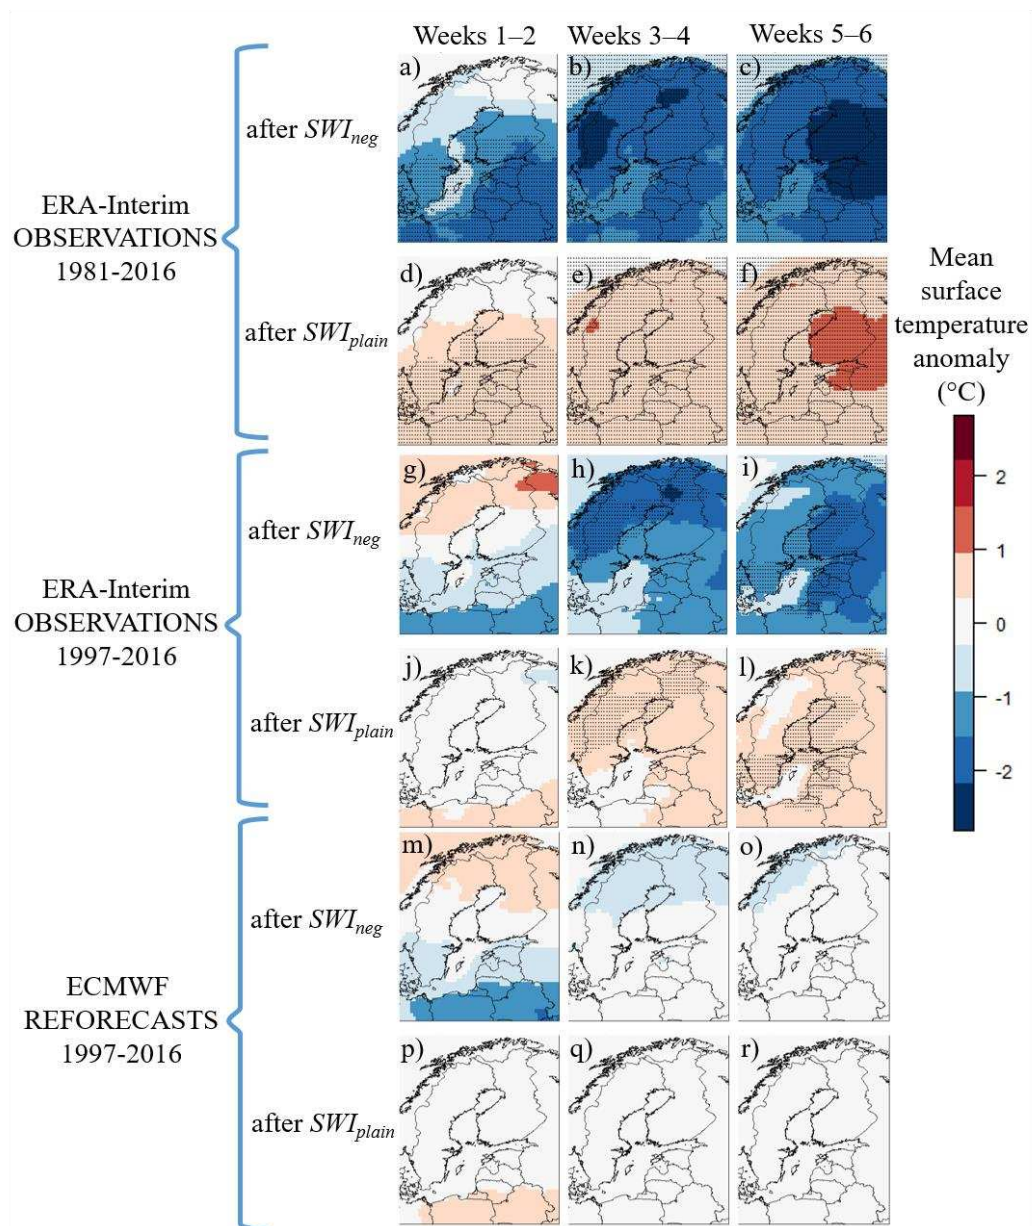 Weeks 1–2 Weeks 3–4 Weeks 5–6
a) b) c)
after SWIneg
ERA-Interim
OBSERVATIONS
1981-2016
d) e) f)
after SWIplain
g) h) i)
after SWIneg
ERA-Interim
OBSERVATIONS
1997-2016
j) k) l)
after SWIplain
m) n) o)
after SWIneg
ECMWF
REFORECASTS
1997-2016
p) q) r)
after SWIplain
Mean
surface
temperature
anomaly
(°C)
2
1
0
-1
-2